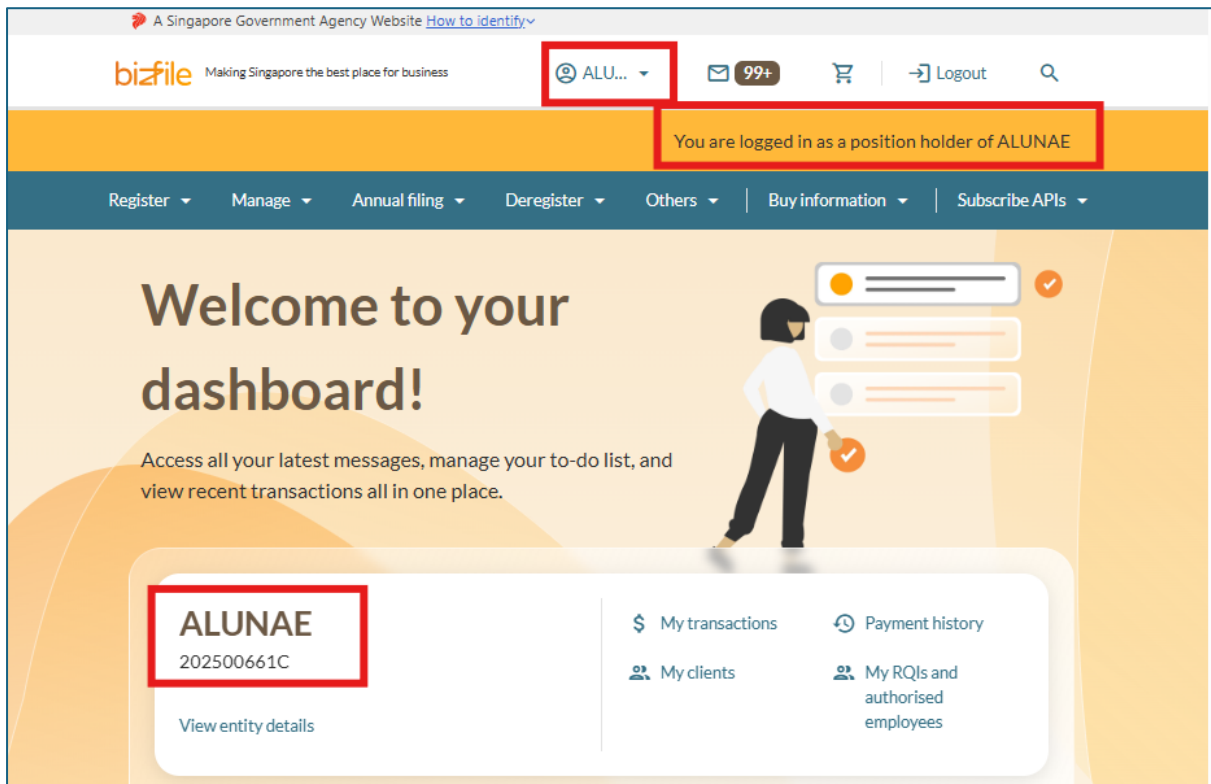 A Singapore Government Agency Website How to identify
bizfile Making Singapore the best place for business ALU... 99+ Logout
You are logged in as a position holder of ALUNAE
Register Manage Annual filing Deregister Others Buy information Subscribe APIs
Welcome to your
dashboard!
Access all your latest messages, manage your to-do list, and
view recent transactions all in one place.
ALUNAE
202500661C
View entity details
$ My transactions
Payment history
My clients
My RQIs and
authorised
employees